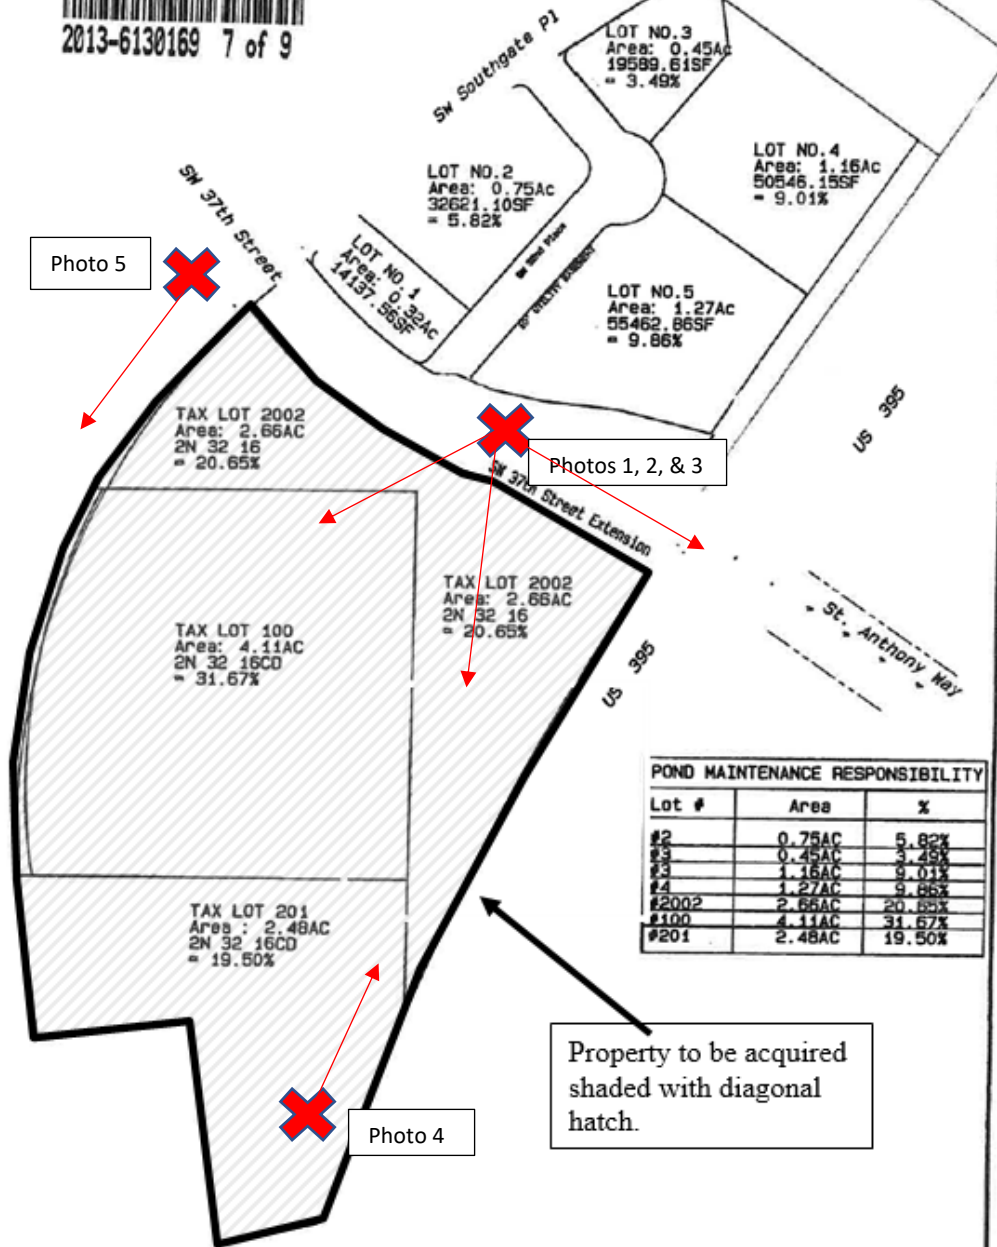 2013-6130169 7 of 9
SW Southgate Pl
LOT NO.3
Area: 0.45Ac
19589.61SF
= 3.49%
LOT NO.4
Area: 1.16Ac
50546.15SF
= 9.01%
LOT NO.2
Area: 0.75Ac
32621.10SF
= 5.82%
SW 37th Street
Photo 5
LOT NO.1
Area: 0.32Ac
14137.56SF
Place
UTILITY EASEMENT
LOT NO.5
Area: 1.27Ac
55462.86SF
= 9.86%
US 395
TAX LOT 2002
Area: 2.66AC
2N 32 16
= 20.65%
Photos 1, 2, & 3
SW 37th Street Extension
TAX LOT 2002
Area: 2.66AC
2N 32 16
= 20.65%
TAX LOT 100
Area: 4.11AC
2N 32 16CD
= 31.67%
US 395
St. Anthony Way
POND MAINTENANCE RESPONSIBILITY
Lot # Area %
#2 0.75AC 5.82%
#3 0.45AC 3.49%
#3 1.16AC 9.01%
#4 1.27AC 9.86%
#2002 2.66AC 20.65%
#100 4.11AC 31.67%
#201 2.48AC 19.50%
TAX LOT 201
Area : 2.48AC
2N 32 16CD
= 19.50%
Property to be acquired
shaded with diagonal
hatch.
Photo 4